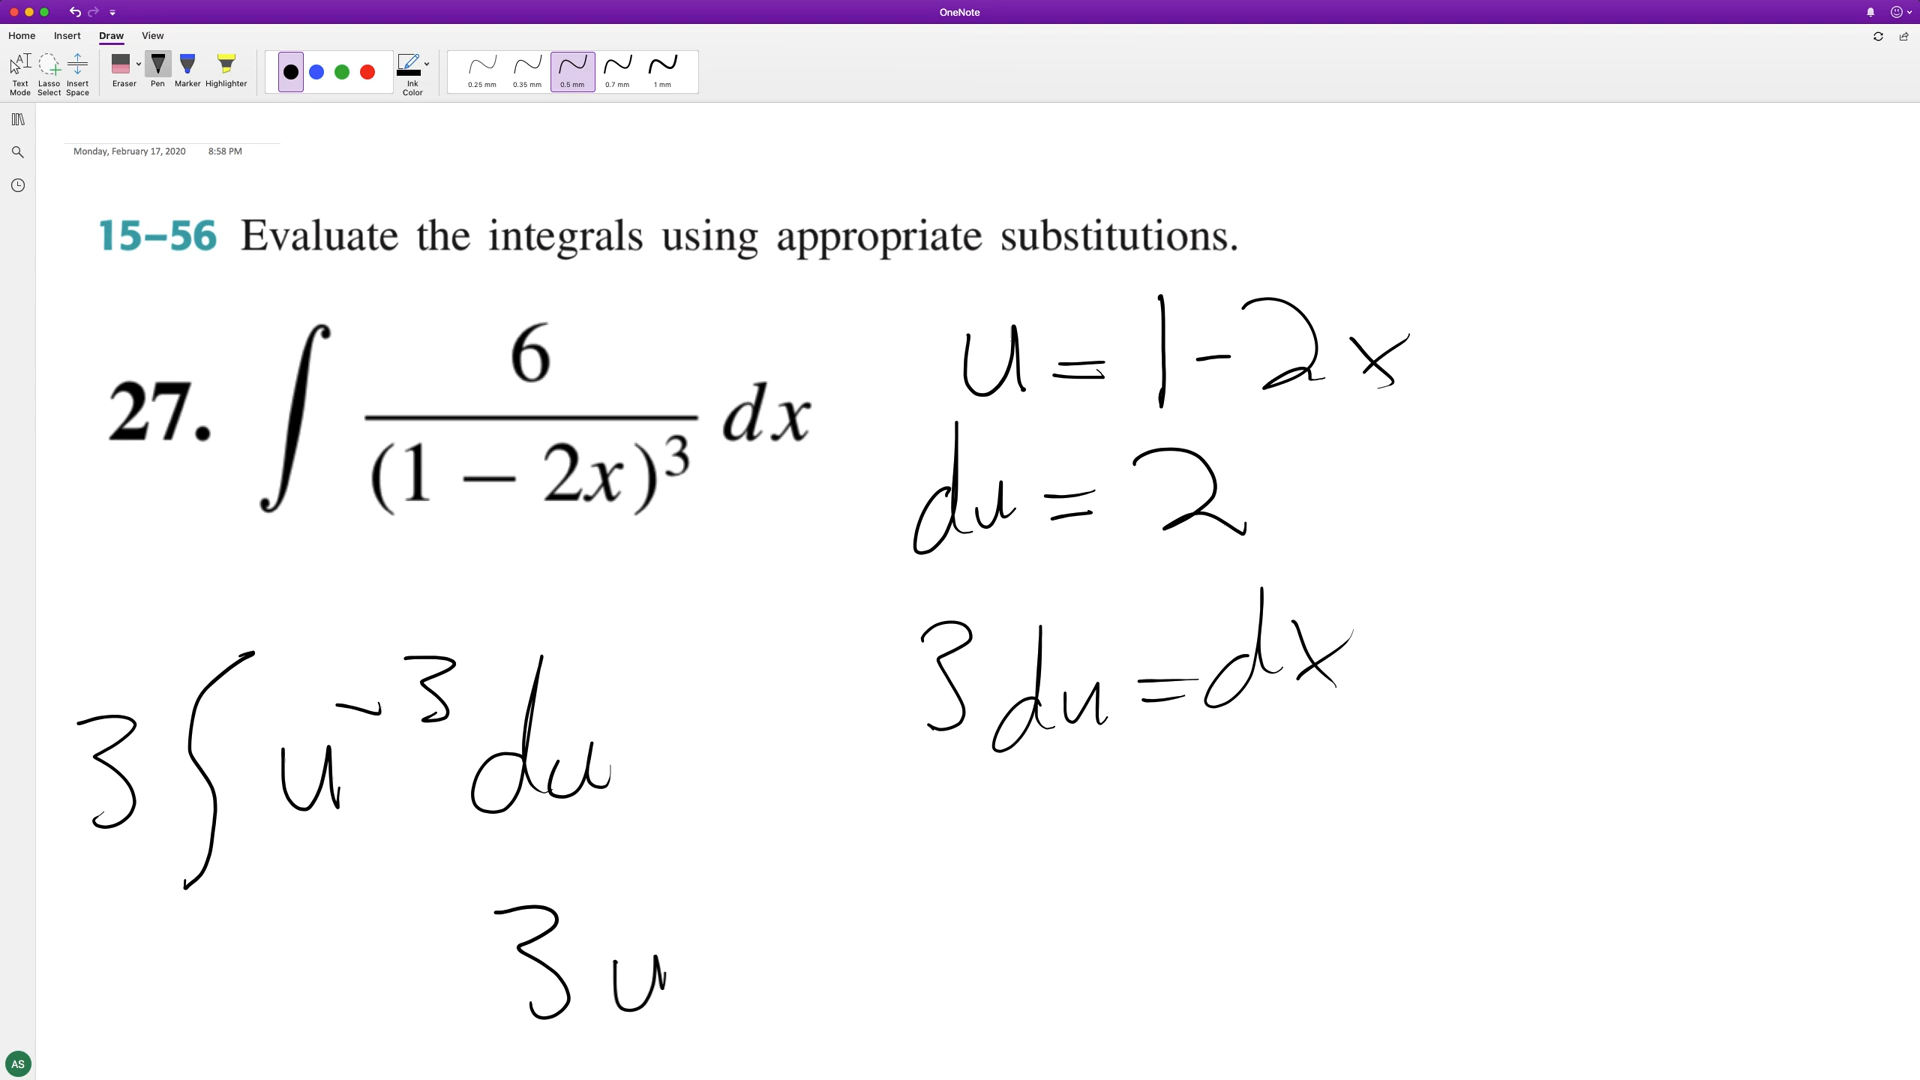 OneNote
Home Insert Draw View
Text Mode Lasso Select Insert Space Eraser Pen Marker Highlighter Ink Color 0.25 mm 0.35 mm 0.5 mm 0.7 mm 1 mm
Monday, February 17, 2020 8:58 PM
15–56 Evaluate the integrals using appropriate substitutions.
27. ∫ 6/(1 − 2x)³ dx
u = 1 - 2x
du = 2
3 du = dx
3 ∫ u⁻³ du
3 u
AS